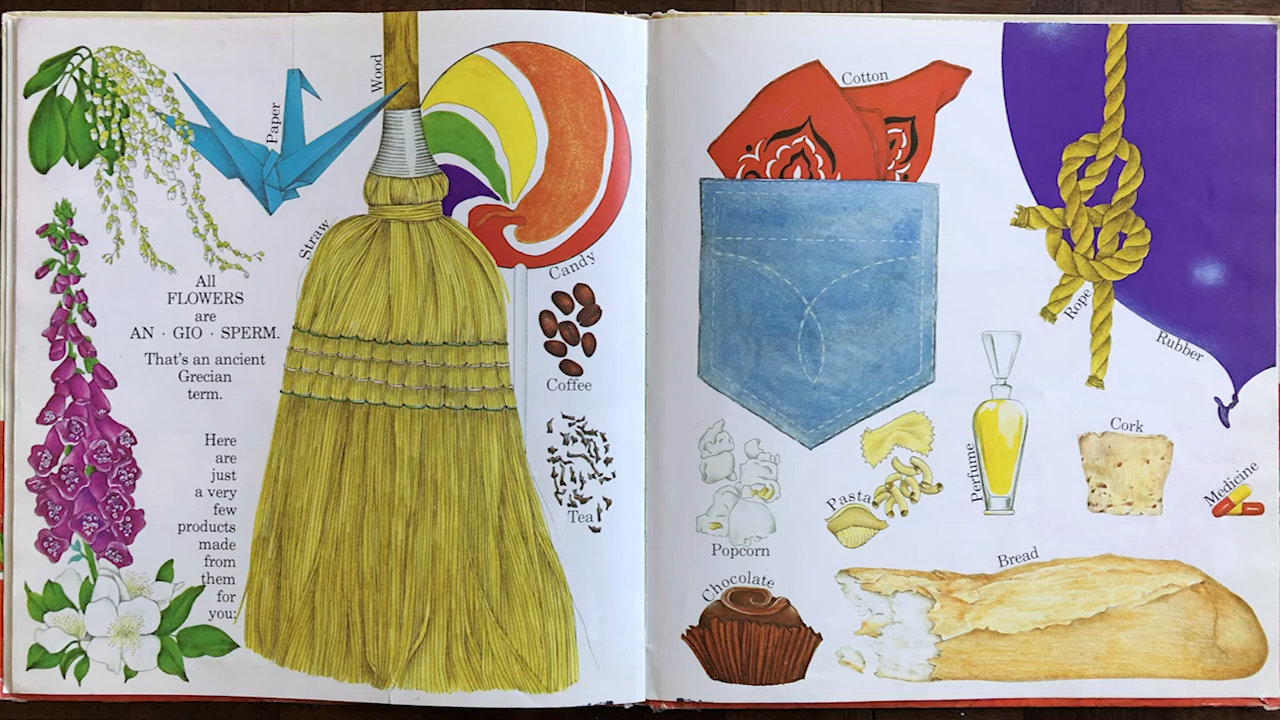 Paper
Wood
Straw
Candy
All
FLOWERS
are
AN · GIO · SPERM.
That's an ancient
Grecian
term.
Here
are
just
a very
few
products
made
from
them
for
you;
Coffee
Tea
Cotton
Rope
Rubber
Popcorn
Pasta
Perfume
Cork
Medicine
Chocolate
Bread